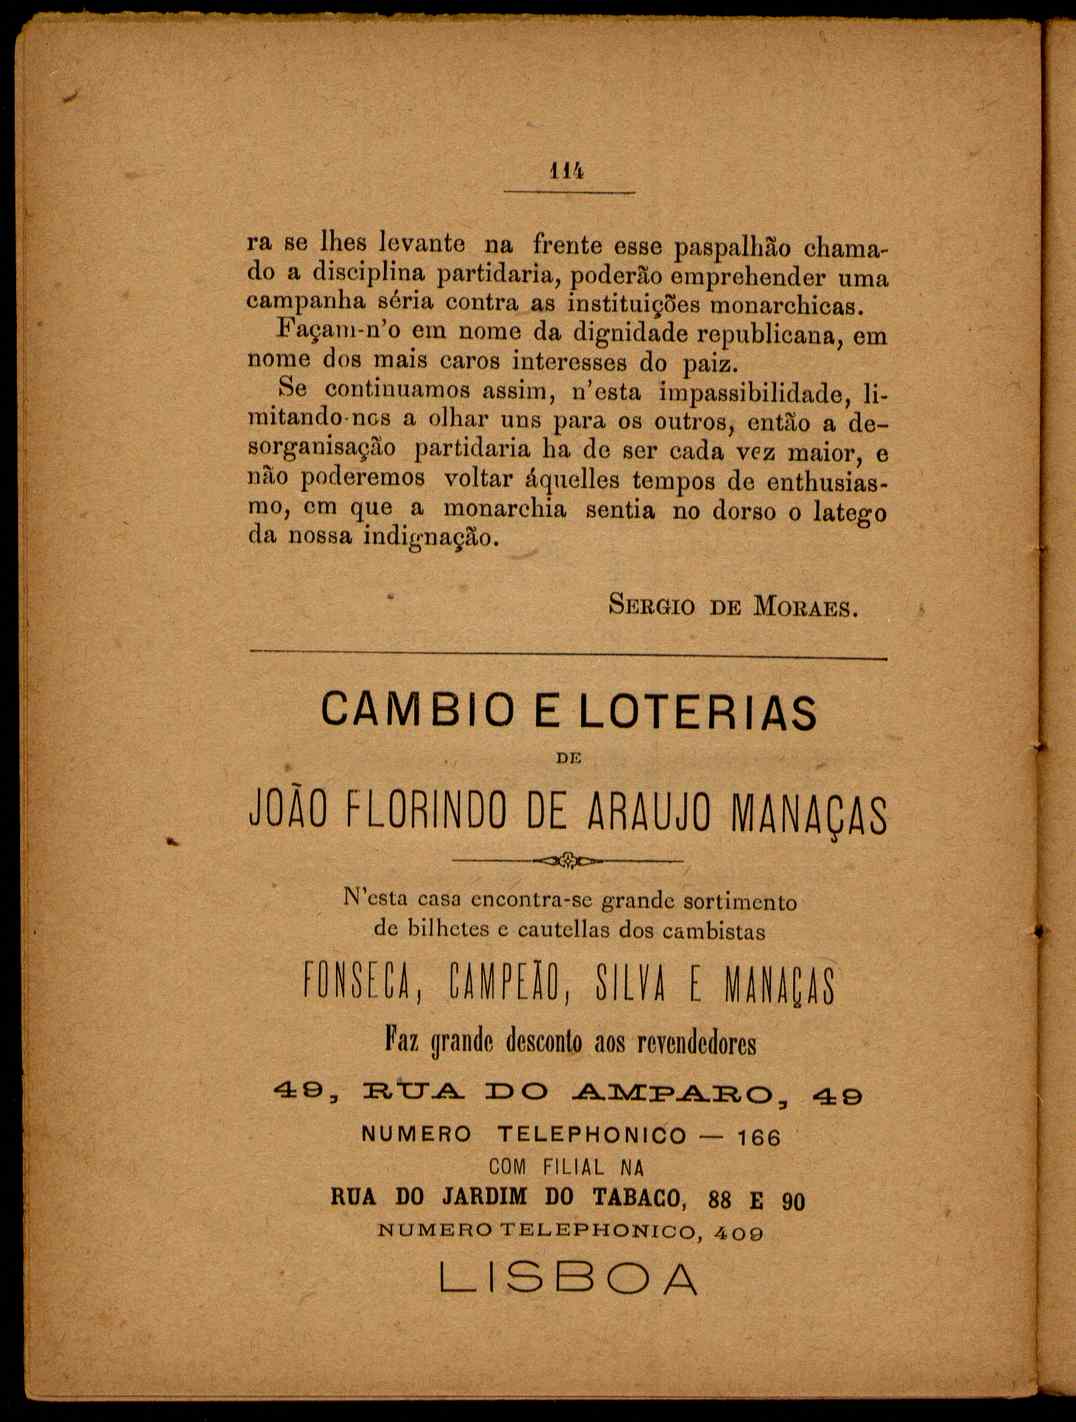 114
ra se lhes levante na frente esse paspalhão chama-
do a disciplina partidaria, poderão emprehender uma
campanha séria contra as instituições monarchicas.
Façam-n'o em nome da dignidade republicana, em
nome dos mais caros interesses do paiz.
Se continuamos assim, n'esta impassibilidade, li-
mitando-nos a olhar uns para os outros, então a de-
sorganisação partidaria ha de ser cada vez maior, e
não poderemos voltar áquelles tempos de enthusias-
mo, em que a monarchia sentia no dorso o latego
da nossa indignação.
SERGIO DE MORAES.
CAMBIO E LOTERIAS
DE
JOÃO FLORINDO DE ARAUJO MANAÇAS
N'esta casa encontra-se grande sortimento
de bilhetes e cautellas dos cambistas
FONSECA, CAMPEÃO, SILVA E MANAÇAS
Faz grande desconto aos revendedores
49, RUA DO AMPARO, 49
NUMERO TELEPHONICO — 166
COM FILIAL NA
RUA DO JARDIM DO TABACO, 88 E 90
NUMERO TELEPHONICO, 409
LISBOA